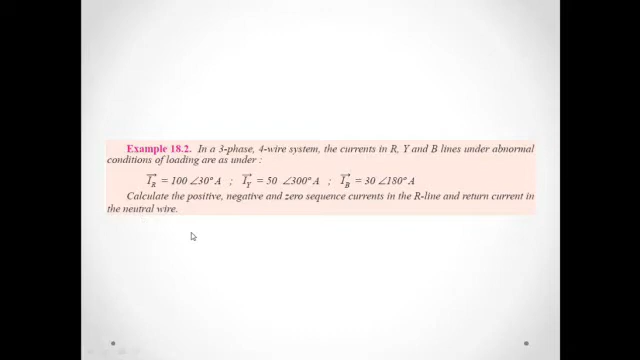 Example 18.2. In a 3-phase, 4-wire system, the currents in R, Y and B lines under abnormal
conditions of loading are as under :
I_R = 100 ∠30° A ; I_Y = 50 ∠300° A ; I_B = 30 ∠180° A
Calculate the positive, negative and zero sequence currents in the R-line and return current in
the neutral wire.